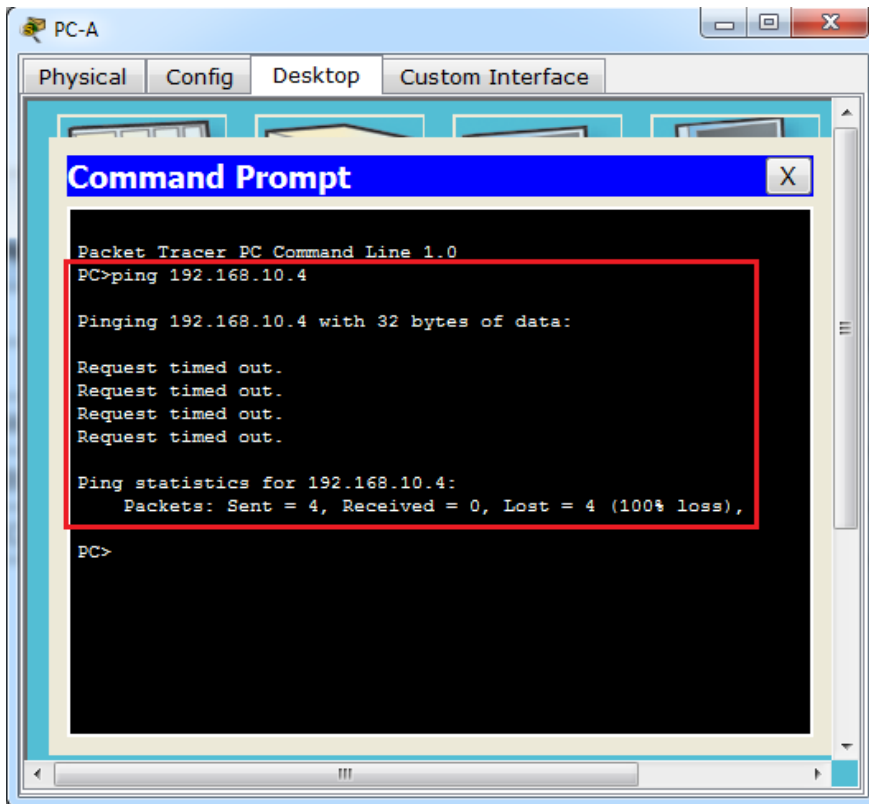 PC-A
Physical Config Desktop Custom Interface
Command Prompt X
Packet Tracer PC Command Line 1.0
PC>ping 192.168.10.4
Pinging 192.168.10.4 with 32 bytes of data:
Request timed out.
Request timed out.
Request timed out.
Request timed out.
Ping statistics for 192.168.10.4:
Packets: Sent = 4, Received = 0, Lost = 4 (100% loss),
PC>